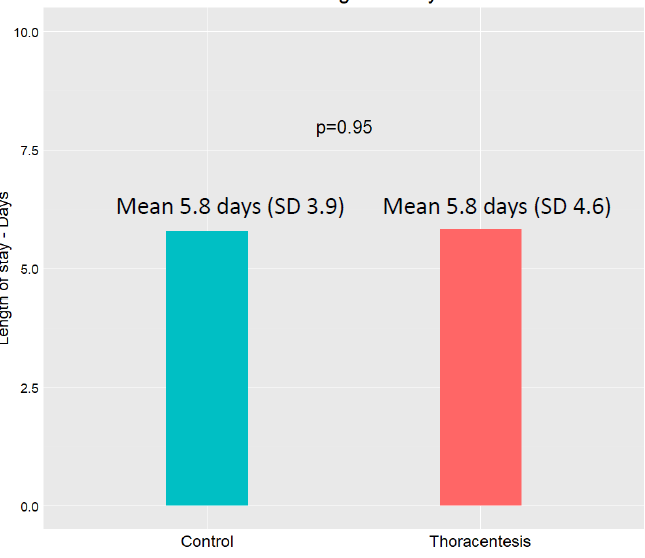 10.0
p=0.95
7.5
Mean 5.8 days (SD 3.9) Mean 5.8 days (SD 4.6)
5.0
Length of stay - Days
2.5
0.0
Control Thoracentesis